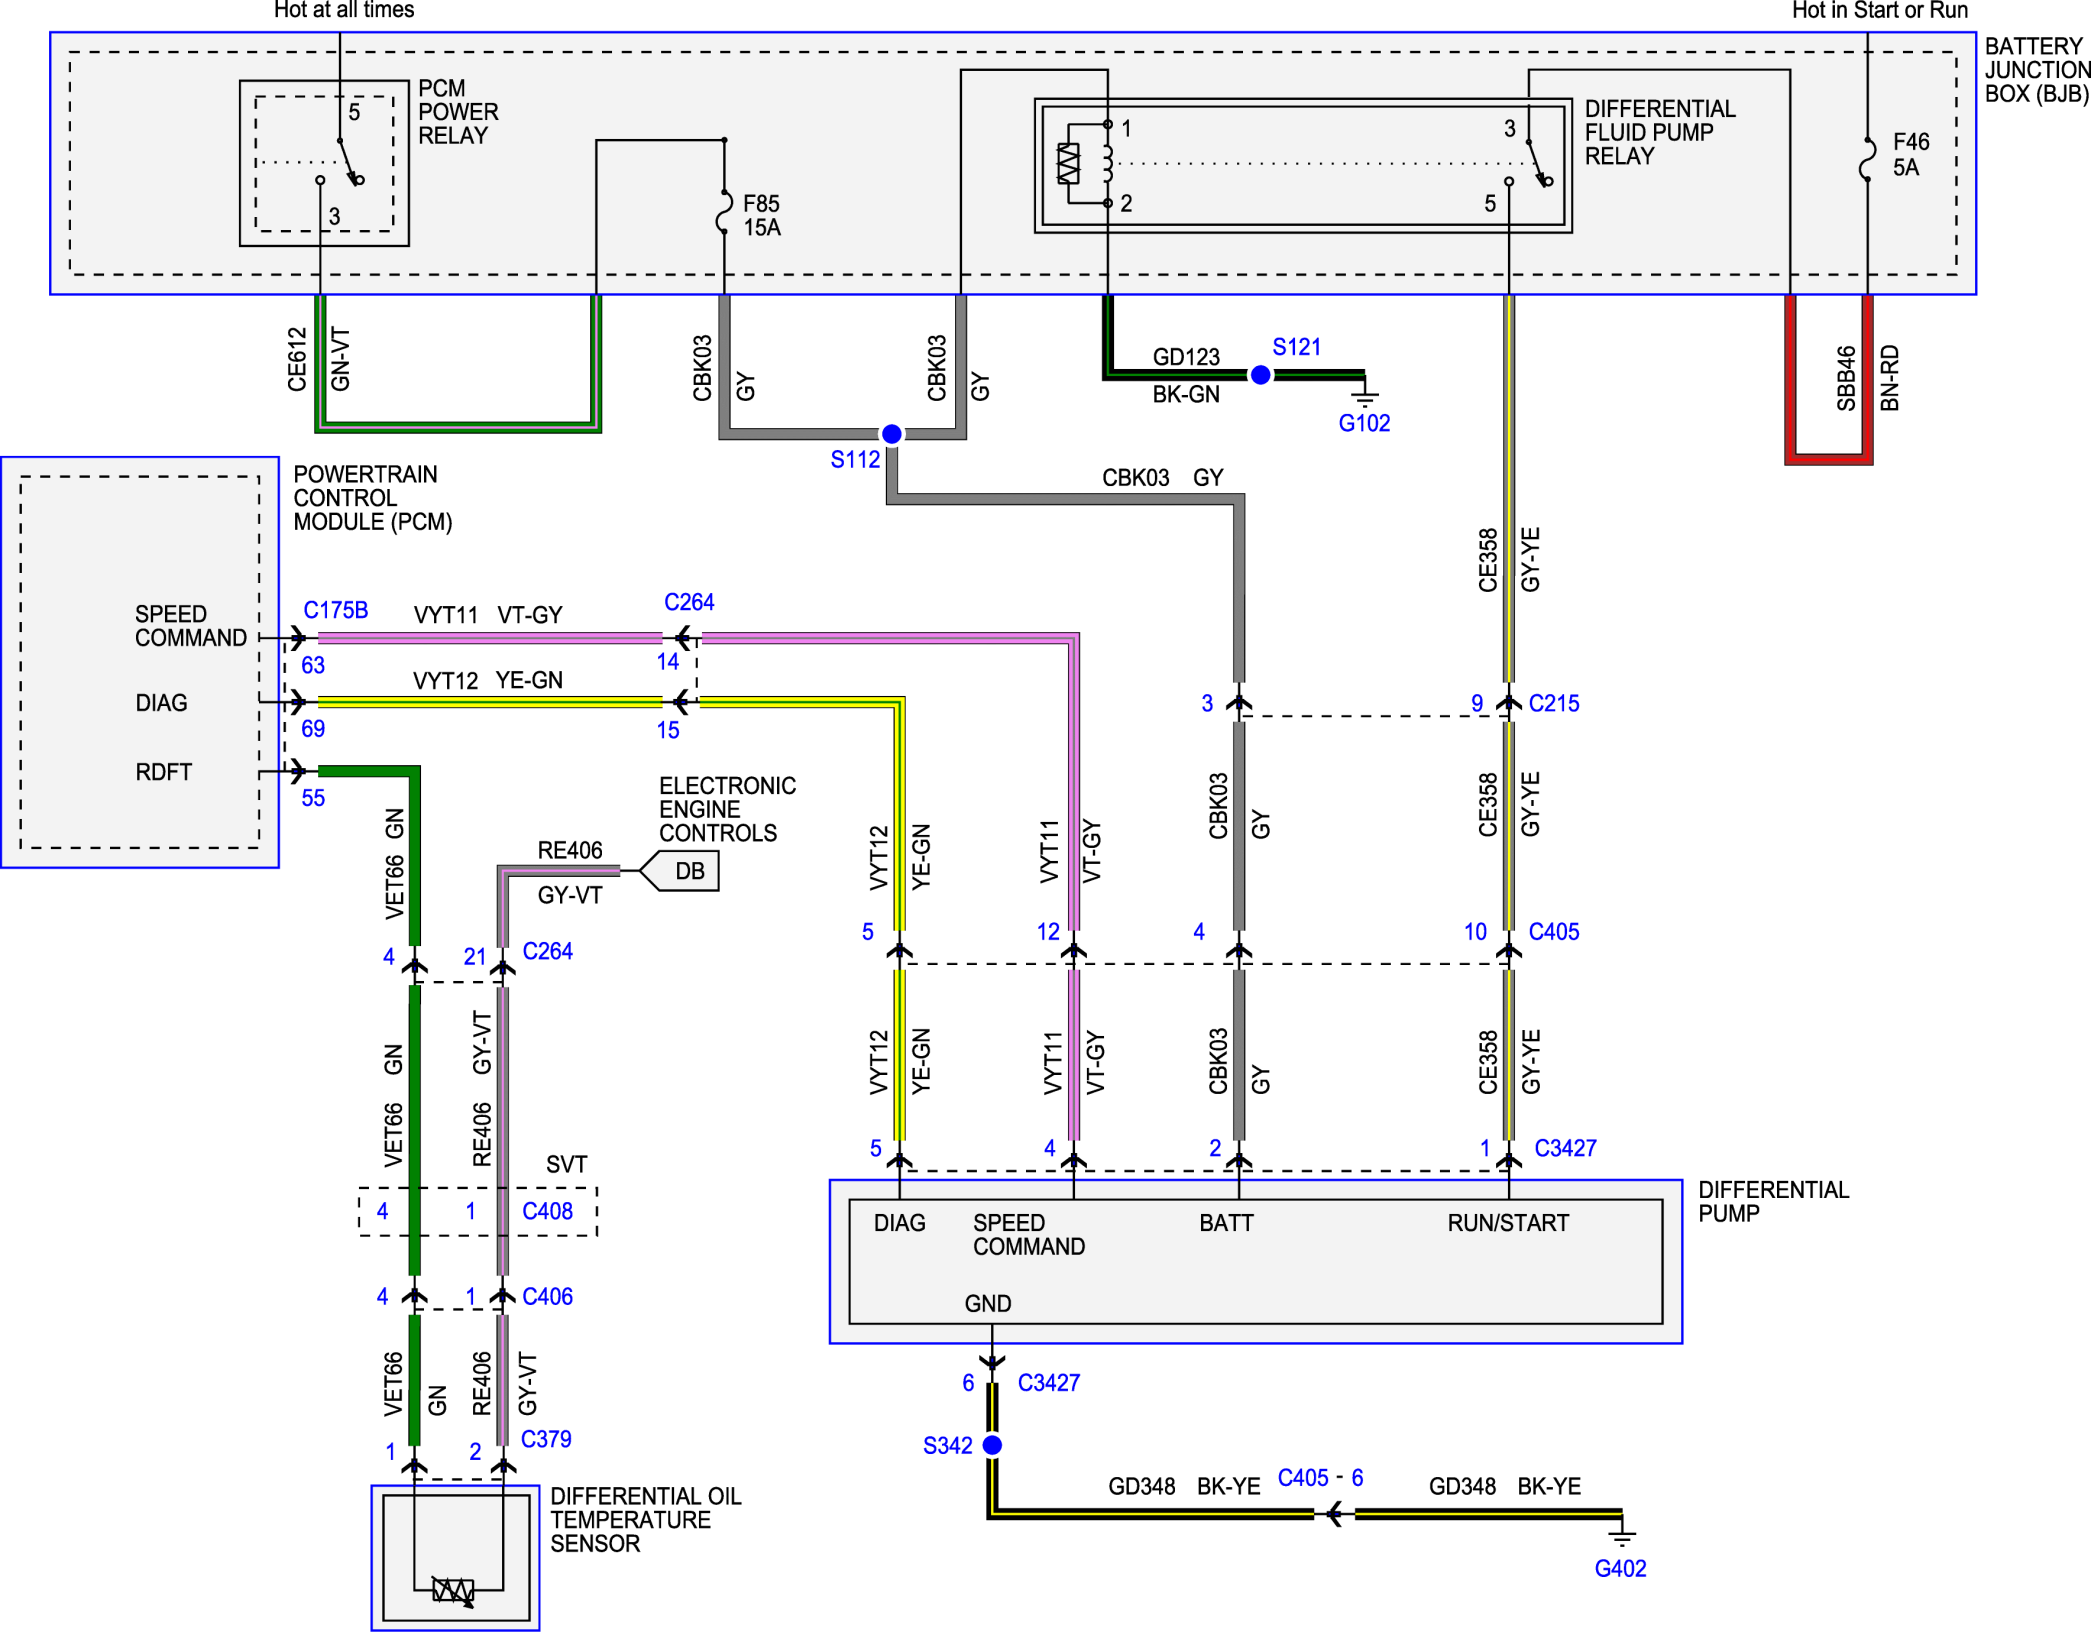 Hot at all times
Hot in Start or Run
BATTERY
JUNCTION
BOX (BJB)
PCM
POWER
RELAY
5
3
F85
15A
1
2
3
5
DIFFERENTIAL
FLUID PUMP
RELAY
F46
5A
CE612
GN-VT
CBK03
GY
CBK03
GY
GD123
BK-GN
S121
G102
SBB46
BN-RD
S112
CBK03 GY
CE358
GY-YE
POWERTRAIN
CONTROL
MODULE (PCM)
SPEED
COMMAND
DIAG
RDFT
C175B
63
69
55
VYT11 VT-GY
C264
14
VYT12 YE-GN
15
3
9
C215
VET66 GN
ELECTRONIC
ENGINE
CONTROLS
DB
RE406
GY-VT
VYT12
YE-GN
VYT11
VT-GY
CBK03
GY
CE358
GY-YE
4
21
C264
5
12
4
10
C405
VET66 GN
RE406 GY-VT
VYT12
YE-GN
VYT11
VT-GY
CBK03
GY
CE358
GY-YE
SVT
4
1
C408
5
4
2
1
C3427
DIFFERENTIAL
PUMP
DIAG
SPEED
COMMAND
BATT
RUN/START
GND
4
1
C406
VET66
GN
RE406
GY-VT
6
C3427
S342
1
2
C379
GD348 BK-YE
C405 - 6
GD348 BK-YE
G402
DIFFERENTIAL OIL
TEMPERATURE
SENSOR